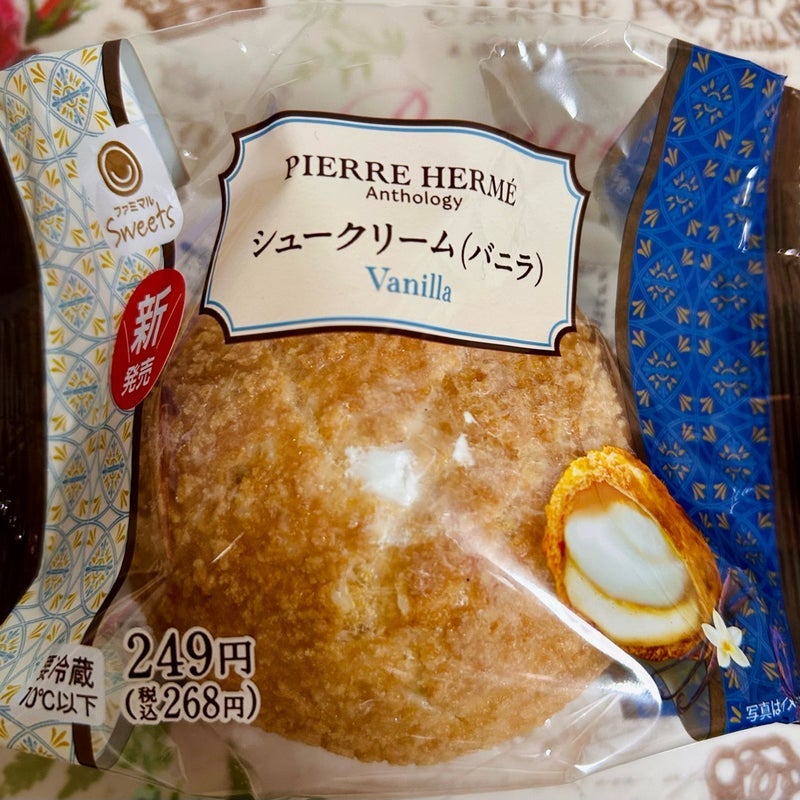 CARTE POST
PIERRE HERMÉ
Anthology
シュークリーム(バニラ)
Vanilla
ファミマル
Sweets
新
発売
249円
(税込268円)
要冷蔵
10℃以下
写真はイメ